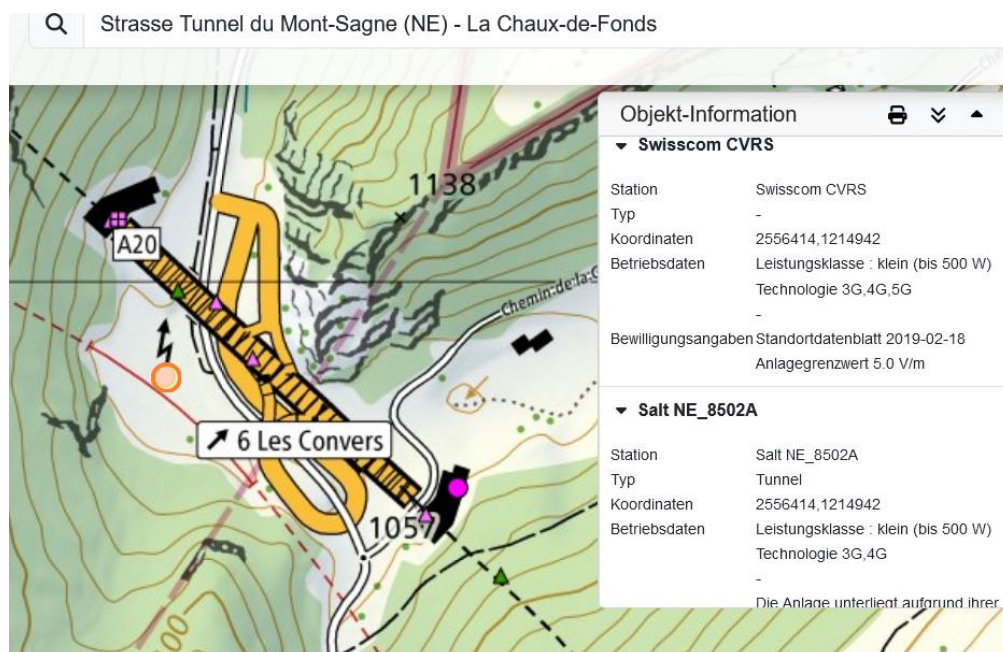 Strasse Tunnel du Mont-Sagne (NE) - La Chaux-de-Fonds
1138
A20
Chemin-de-la-
6 Les Convers
1057
00
Objekt-Information
Swisscom CVRS
Station Swisscom CVRS
Typ -
Koordinaten 2556414,1214942
Betriebsdaten Leistungsklasse : klein (bis 500 W)
Technologie 3G,4G,5G
-
Bewilligungsangaben Standortdatenblatt 2019-02-18
Anlagegrenzwert 5.0 V/m
Salt NE_8502A
Station Salt NE_8502A
Typ Tunnel
Koordinaten 2556414,1214942
Betriebsdaten Leistungsklasse : klein (bis 500 W)
Technologie 3G,4G
-
Die Anlage unterliegt aufgrund ihrer